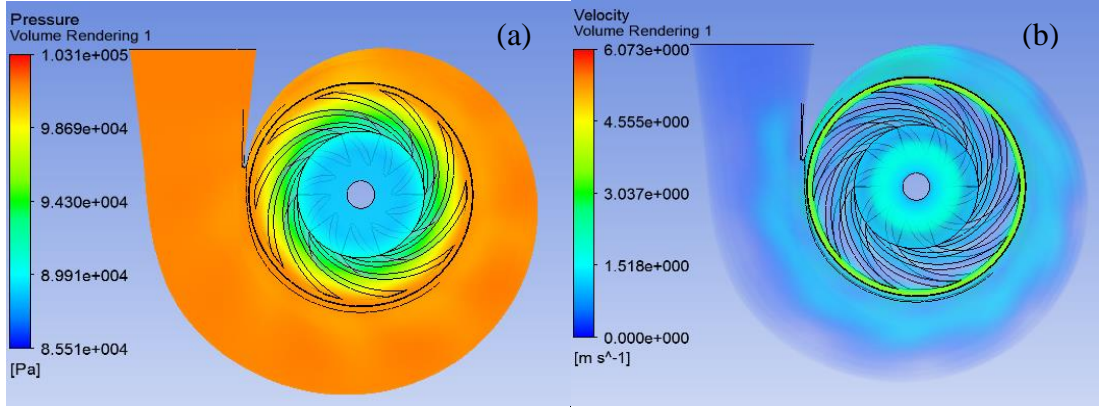 Pressure
Volume Rendering 1
1.031e+005
9.869e+004
9.430e+004
8.991e+004
8.551e+004
[Pa]
(a)
Velocity
Volume Rendering 1
6.073e+000
4.555e+000
3.037e+000
1.518e+000
0.000e+000
[m s^-1]
(b)